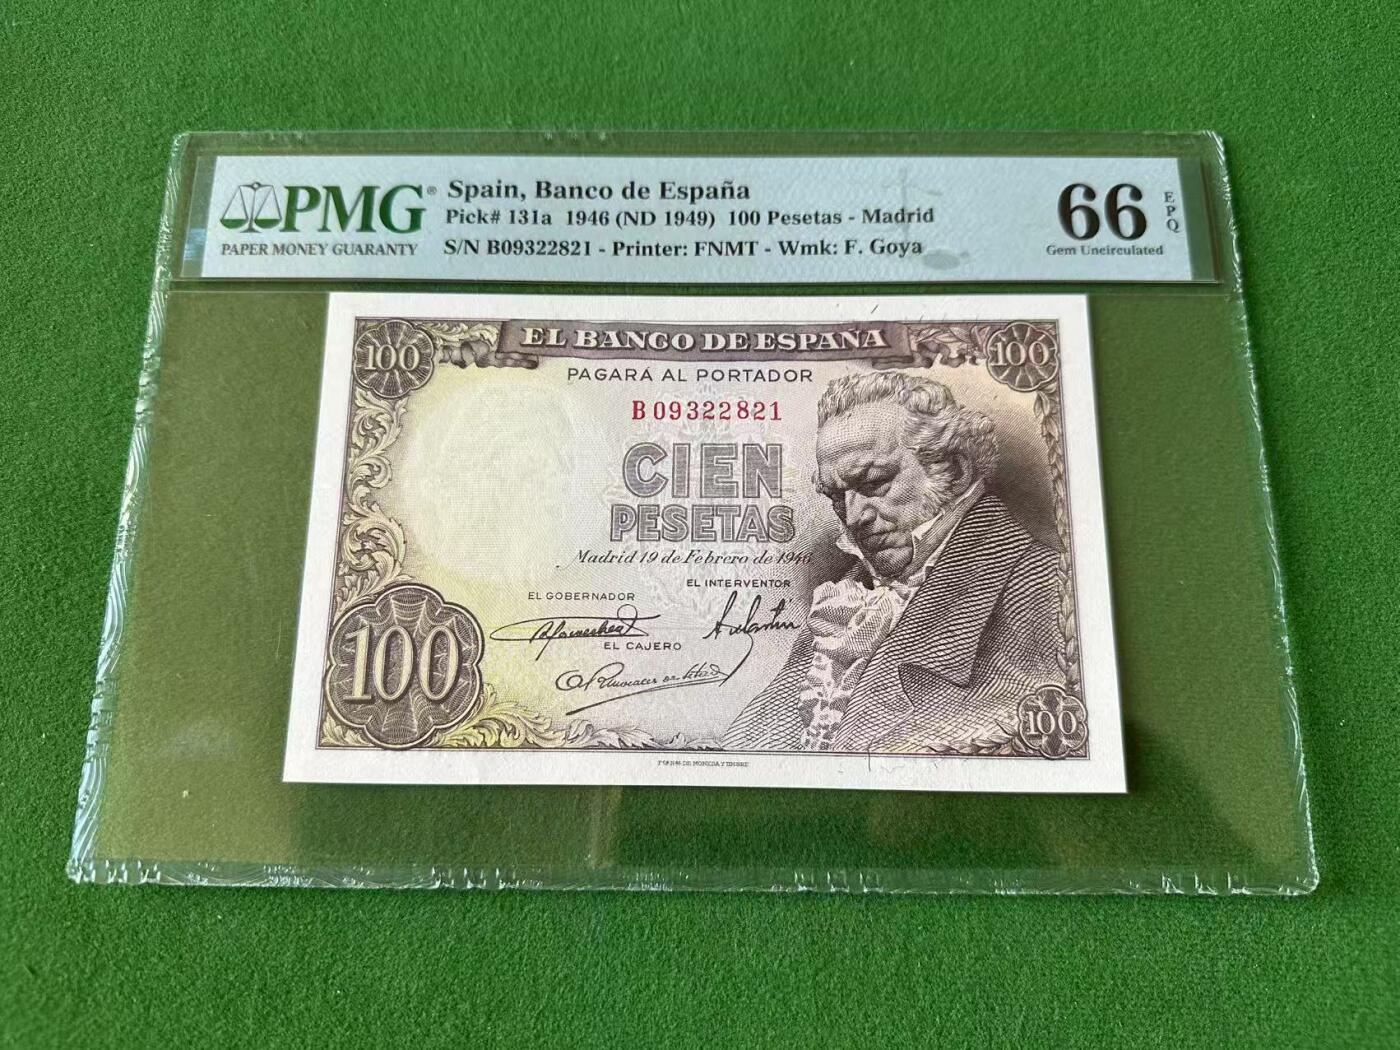 PMG®
PAPER MONEY GUARANTY
Spain, Banco de España
Pick# 131a 1946 (ND 1949) 100 Pesetas - Madrid
S/N B09322821 - Printer: FNMT - Wmk: F. Goya
66
EPQ
Gem Uncirculated
100
EL BANCO DE ESPAÑA
100
PAGARÁ AL PORTADOR
B09322821
CIEN
PESETAS
Madrid 19 de Febrero de 1946
EL INTERVENTOR
EL GOBERNADOR
EL CAJERO
100
100